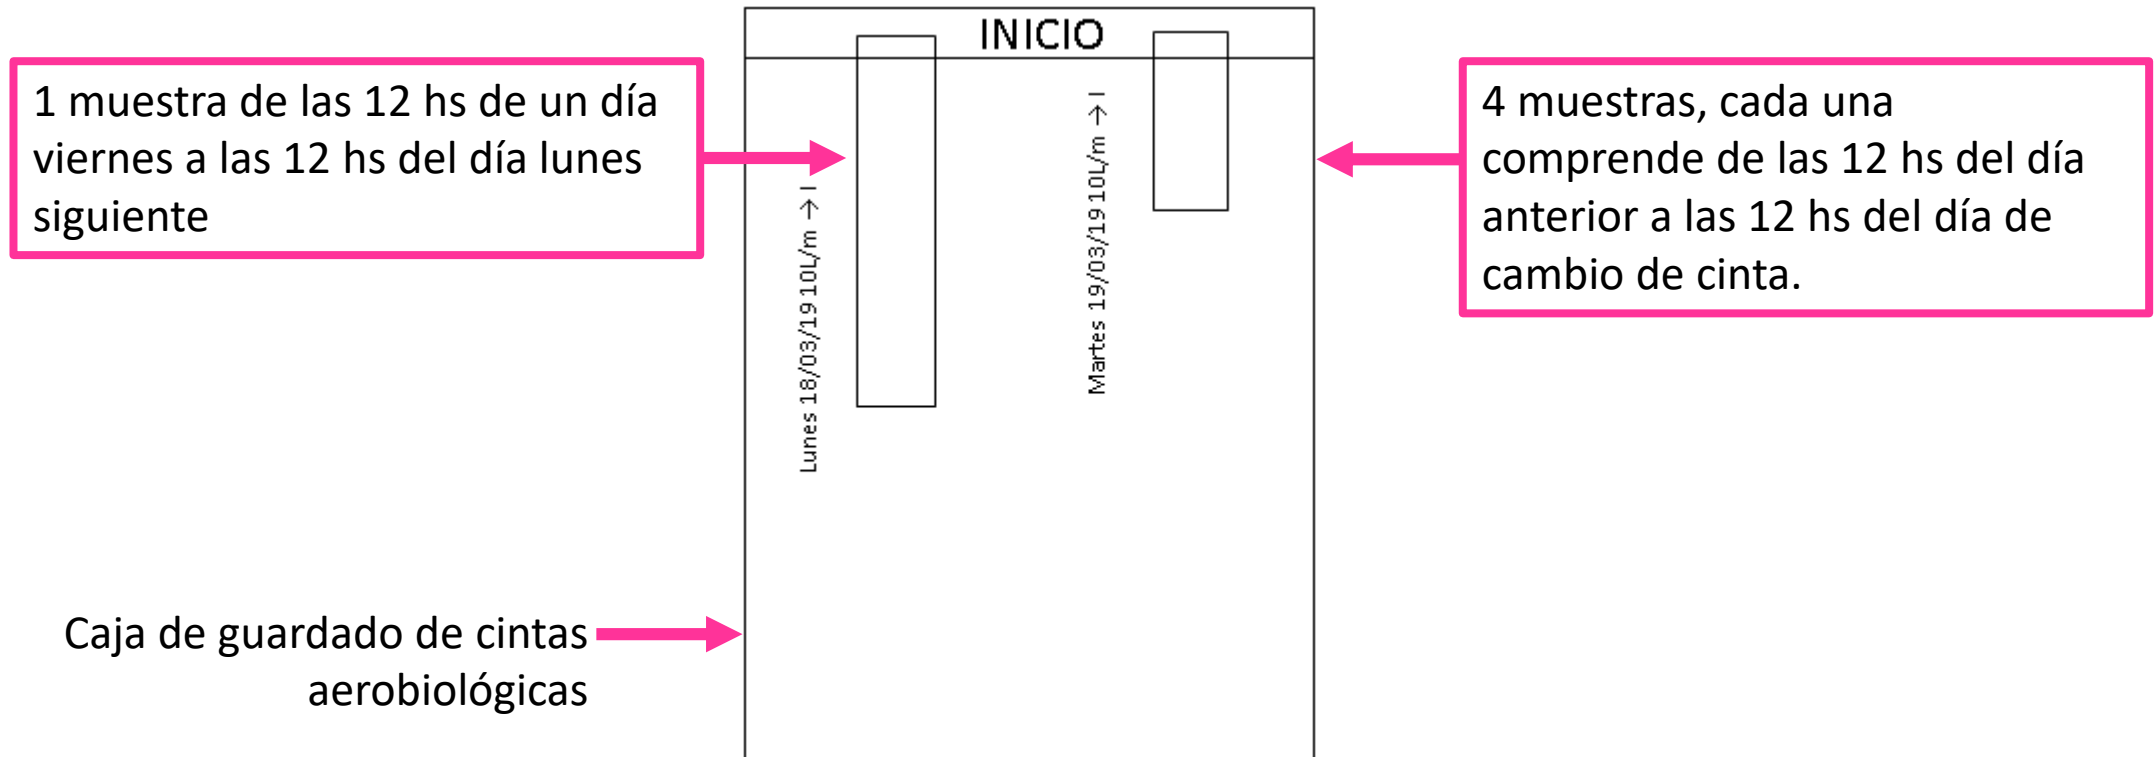 INICIO
1 muestra de las 12 hs de un día
viernes a las 12 hs del día lunes
siguiente
Lunes 18/03/19 10L/m → I
Martes 19/03/19 10L/m → I
4 muestras, cada una
comprende de las 12 hs del día
anterior a las 12 hs del día de
cambio de cinta.
Caja de guardado de cintas
aerobiológicas